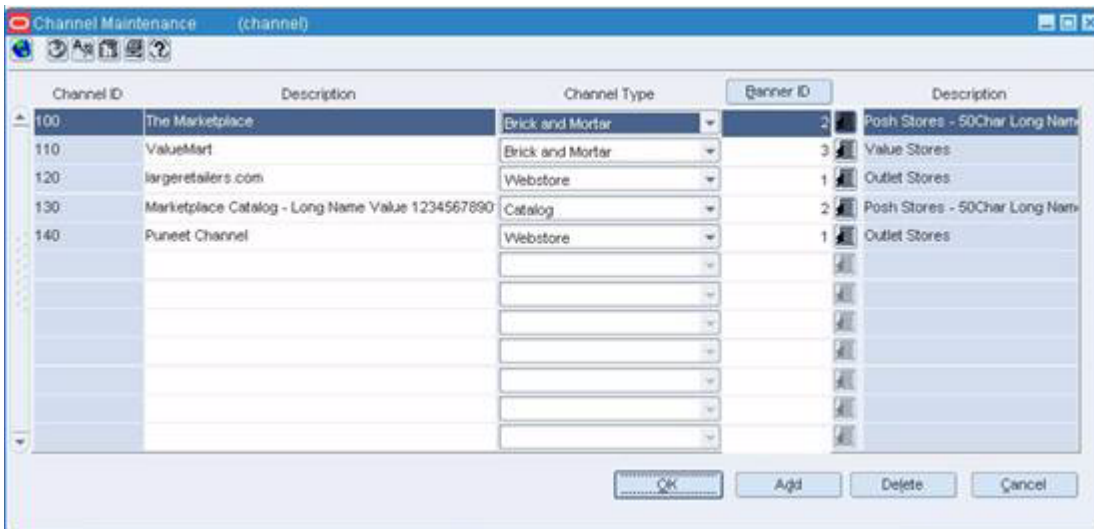 Channel Maintenance (channel)
Channel ID Description Channel Type Banner ID Description
100 The Marketplace Brick and Mortar 2 Posh Stores - 50Char Long Nam
110 ValueMart Brick and Mortar 3 Value Stores
120 largeretailers.com Webstore 1 Outlet Stores
130 Marketplace Catalog - Long Name Value 1234567890 Catalog 2 Posh Stores - 50Char Long Nam
140 Puneet Channel Webstore 1 Outlet Stores
OK Add Delete Cancel